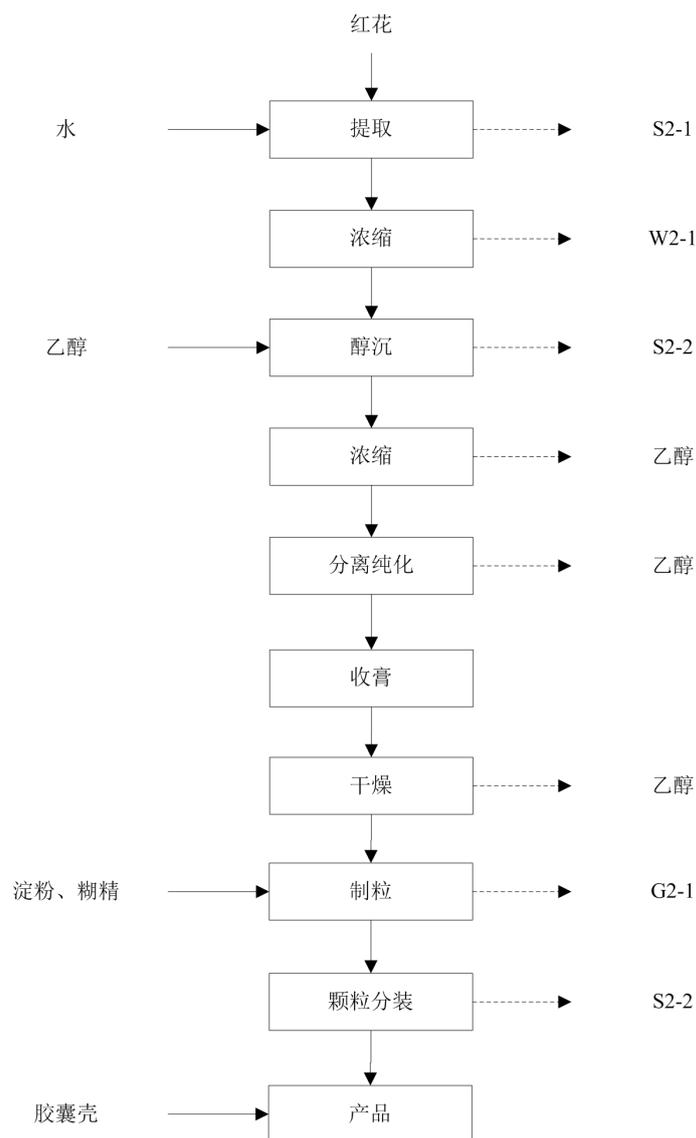 红花
水 提取 S2-1
浓缩 W2-1
乙醇 醇沉 S2-2
浓缩 乙醇
分离纯化 乙醇
收膏
干燥 乙醇
淀粉、糊精 制粒 G2-1
颗粒分装 S2-2
胶囊壳 产品